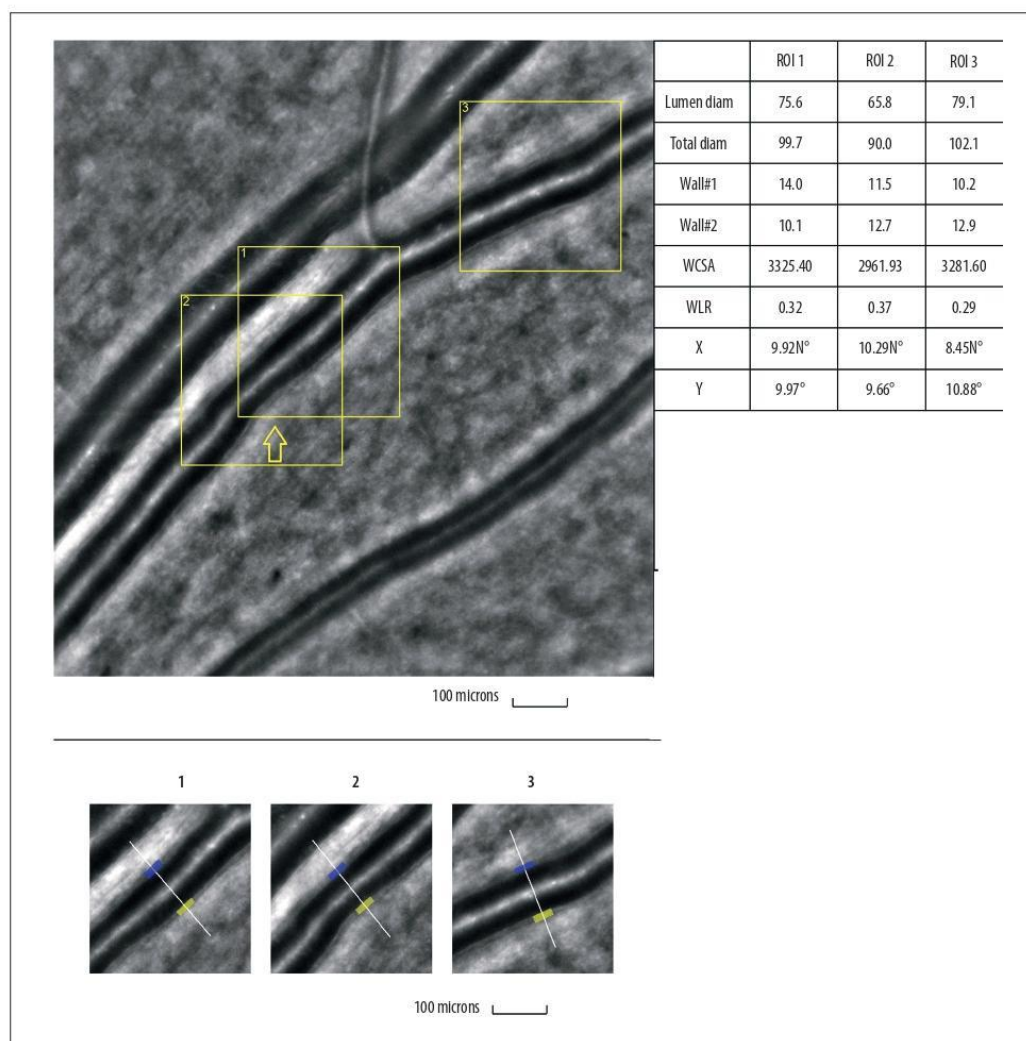 ROI 1 ROI 2 ROI 3
Lumen diam 75.6 65.8 79.1
Total diam 99.7 90.0 102.1
Wall#1 14.0 11.5 10.2
Wall#2 10.1 12.7 12.9
WCSA 3325.40 2961.93 3281.60
WLR 0.32 0.37 0.29
X 9.92N° 10.29N° 8.45N°
Y 9.97° 9.66° 10.88°
3
1
2
100 microns
1 2 3
100 microns